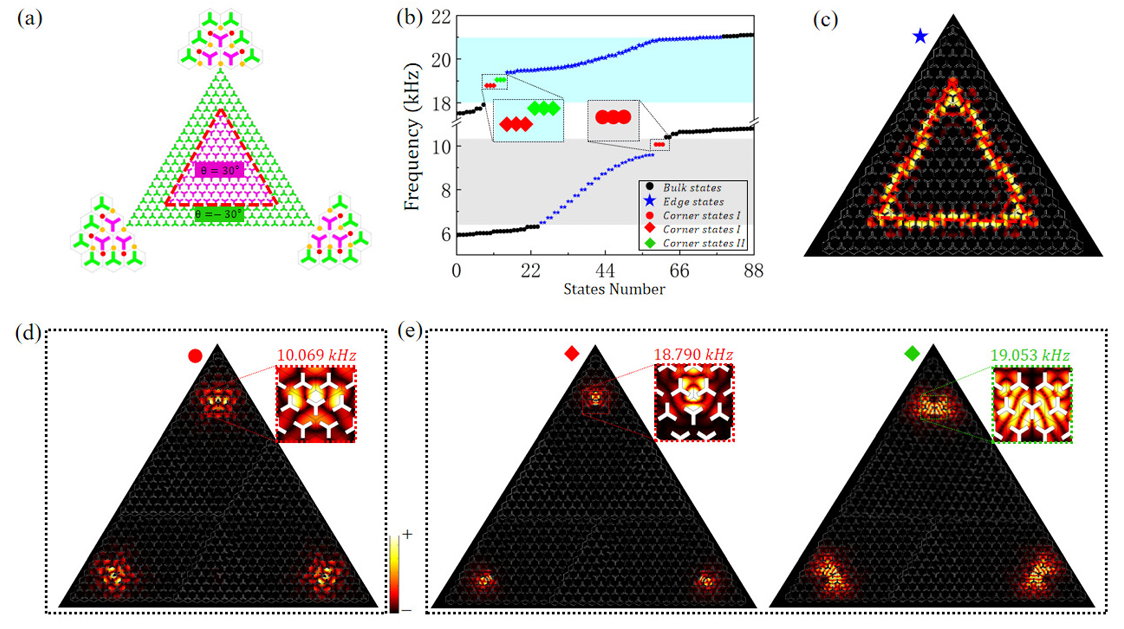 (a)
θ = 30°
θ = − 30°
(b)
Frequency (kHz)
22
20
18
10
8
6
0
22
44
66
88
States Number
Bulk states
Edge states
Corner states I
Corner states I
Corner states II
(c)
(d)
10.069 kHz
+
−
(e)
18.790 kHz
19.053 kHz